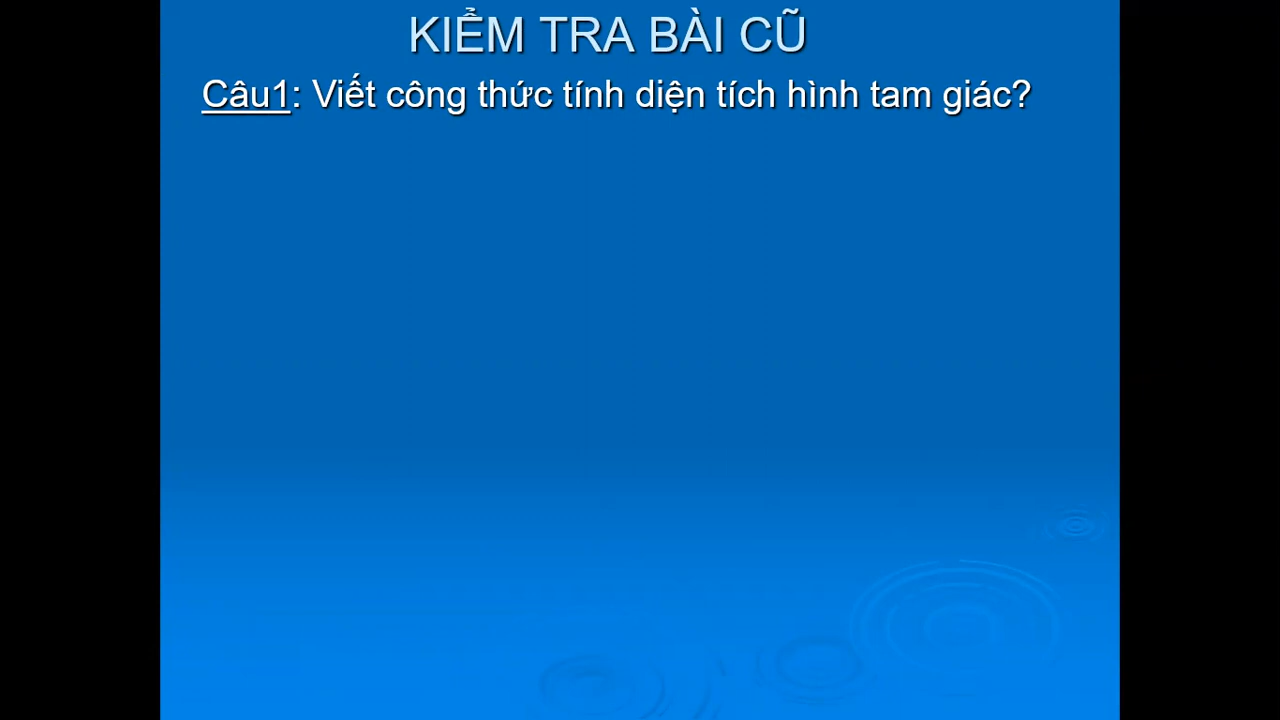 KIỂM TRA BÀI CŨ
Câu1: Viết công thức tính diện tích hình tam giác?